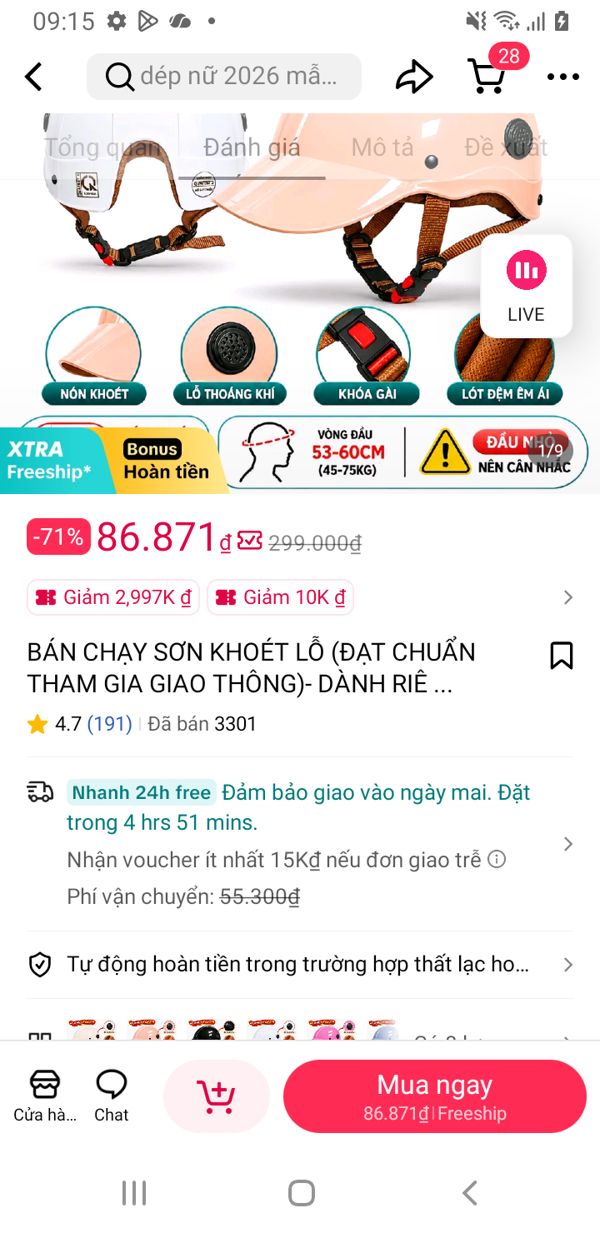 09:15
dép nữ 2026 mẫ...
28
Tổng quan Đánh giá Mô tả Đề xuất
LIVE
NÓN KHOÉT LỖ THOÁNG KHÍ KHÓA GÀI LÓT ĐỆM ÊM ÁI
XTRA
Freeship*
Bonus
Hoàn tiền
VÒNG ĐẦU
53-60CM
(45-75KG)
ĐẦU NHỎ
NÊN CÂN NHẮC
1/9
-71% 86.871₫ 299.000₫
Giảm 2,997K ₫ Giảm 10K ₫
BÁN CHẠY SƠN KHOÉT LỖ (ĐẠT CHUẨN
THAM GIA GIAO THÔNG)- DÀNH RIÊ ...
4.7 (191) Đã bán 3301
Nhanh 24h free Đảm bảo giao vào ngày mai. Đặt
trong 4 hrs 51 mins.
Nhận voucher ít nhất 15K₫ nếu đơn giao trễ
Phí vận chuyển: 55.300₫
Tự động hoàn tiền trong trường hợp thất lạc ho...
Cửa hà... Chat
Mua ngay
86.871₫ | Freeship